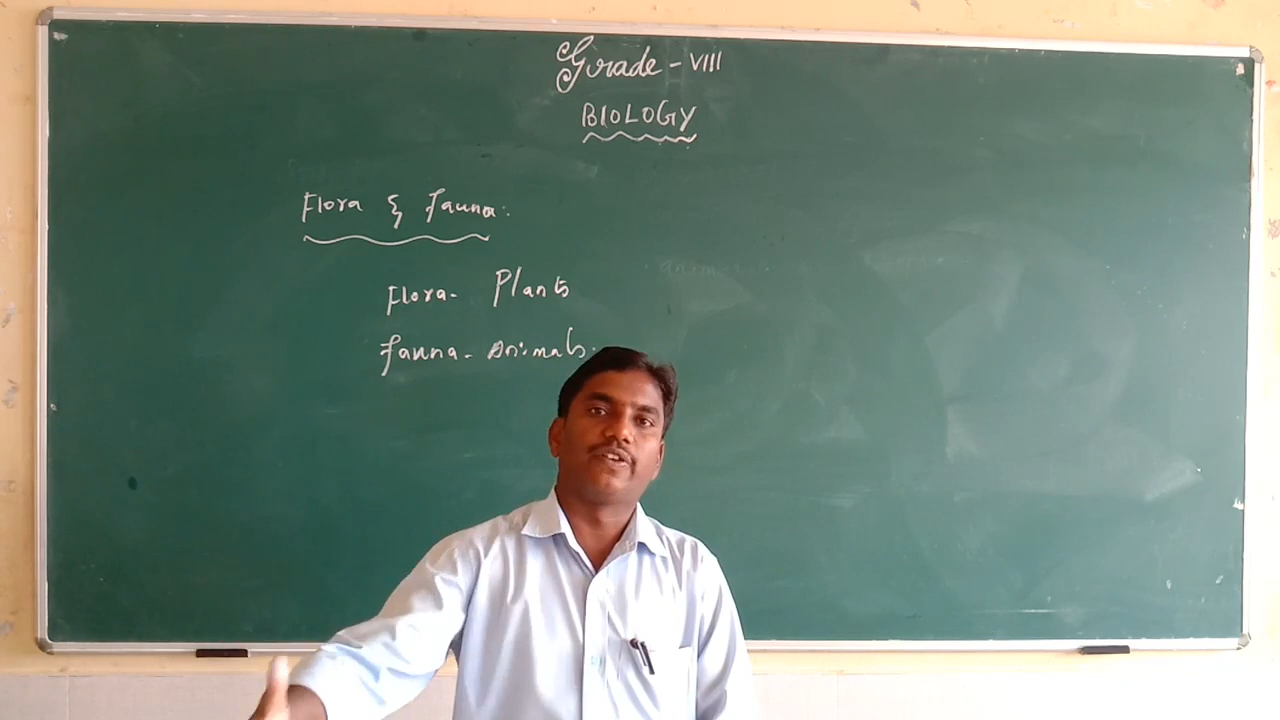 Grade - VIII
BIOLOGY
Flora & Fauna:
Flora - Plants
Fauna - Animals.